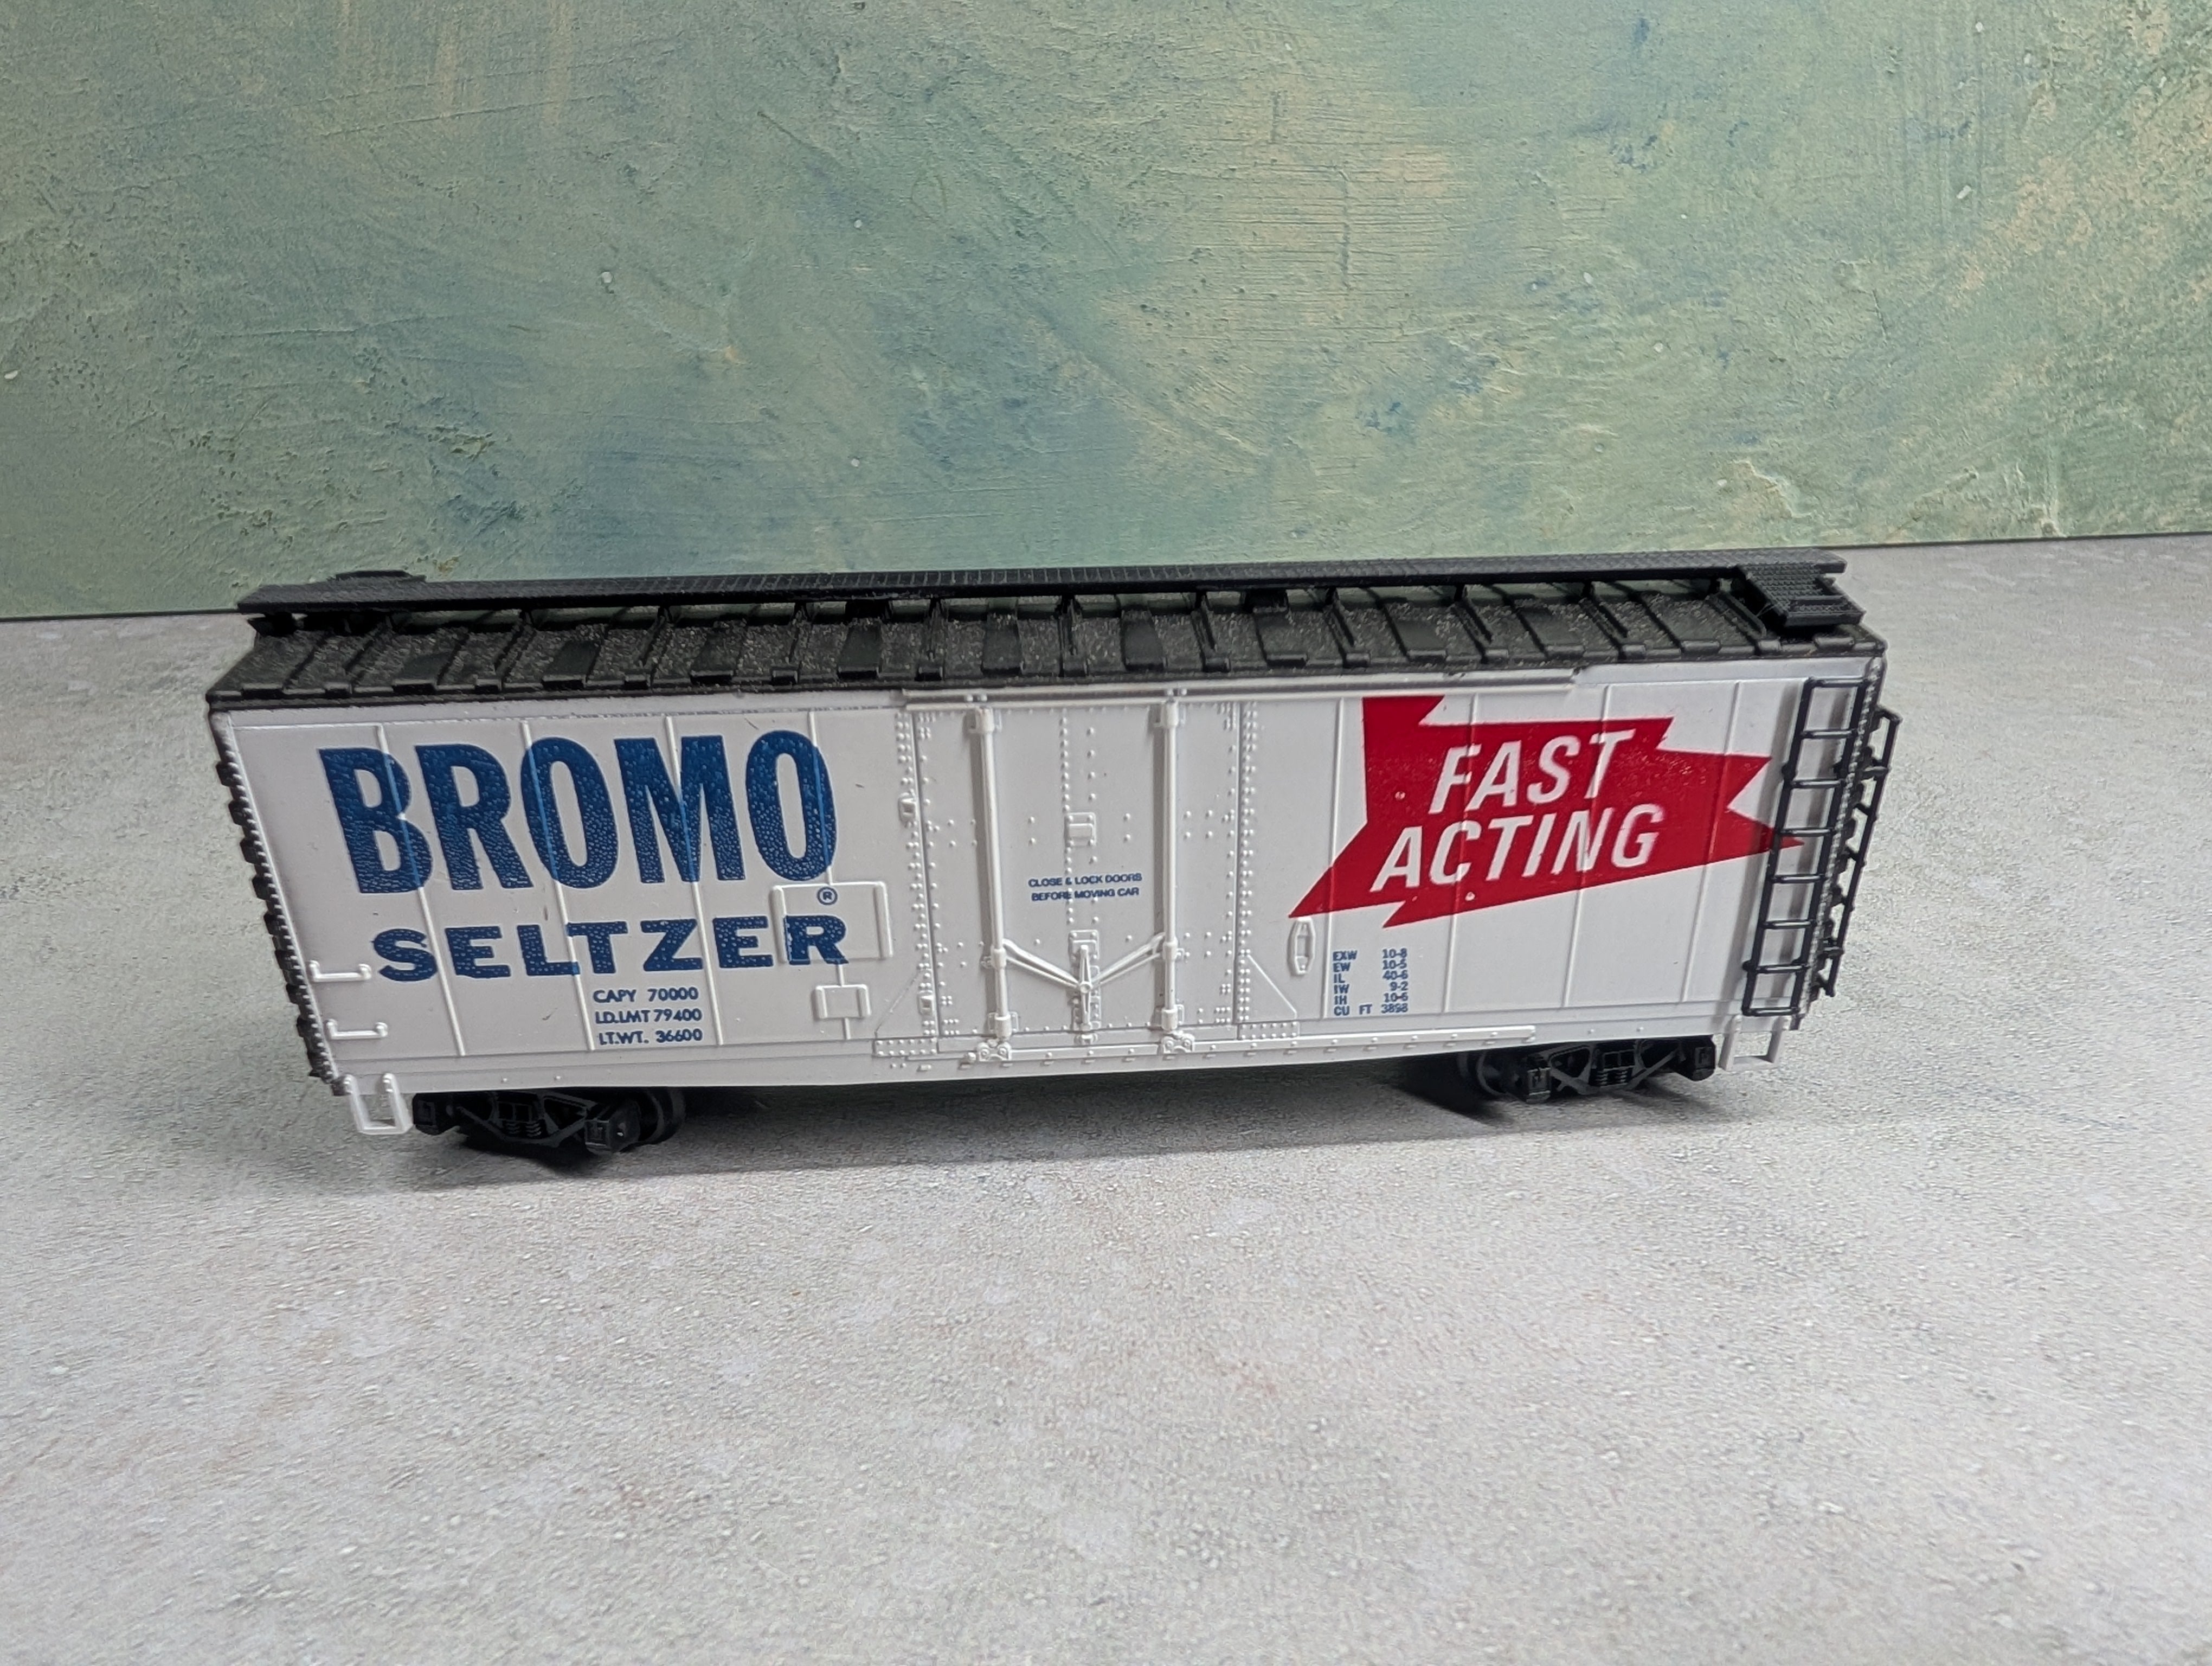 BROMO
®
SELTZER
CAPY 70000
LD.LMT 79400
LT.WT. 36600
CLOSE & LOCK DOORS
BEFORE MOVING CAR
FAST
ACTING
EXW 10-8
EW 10-5
IL 40-6
IW 9-2
IH 10-6
CU FT 3898